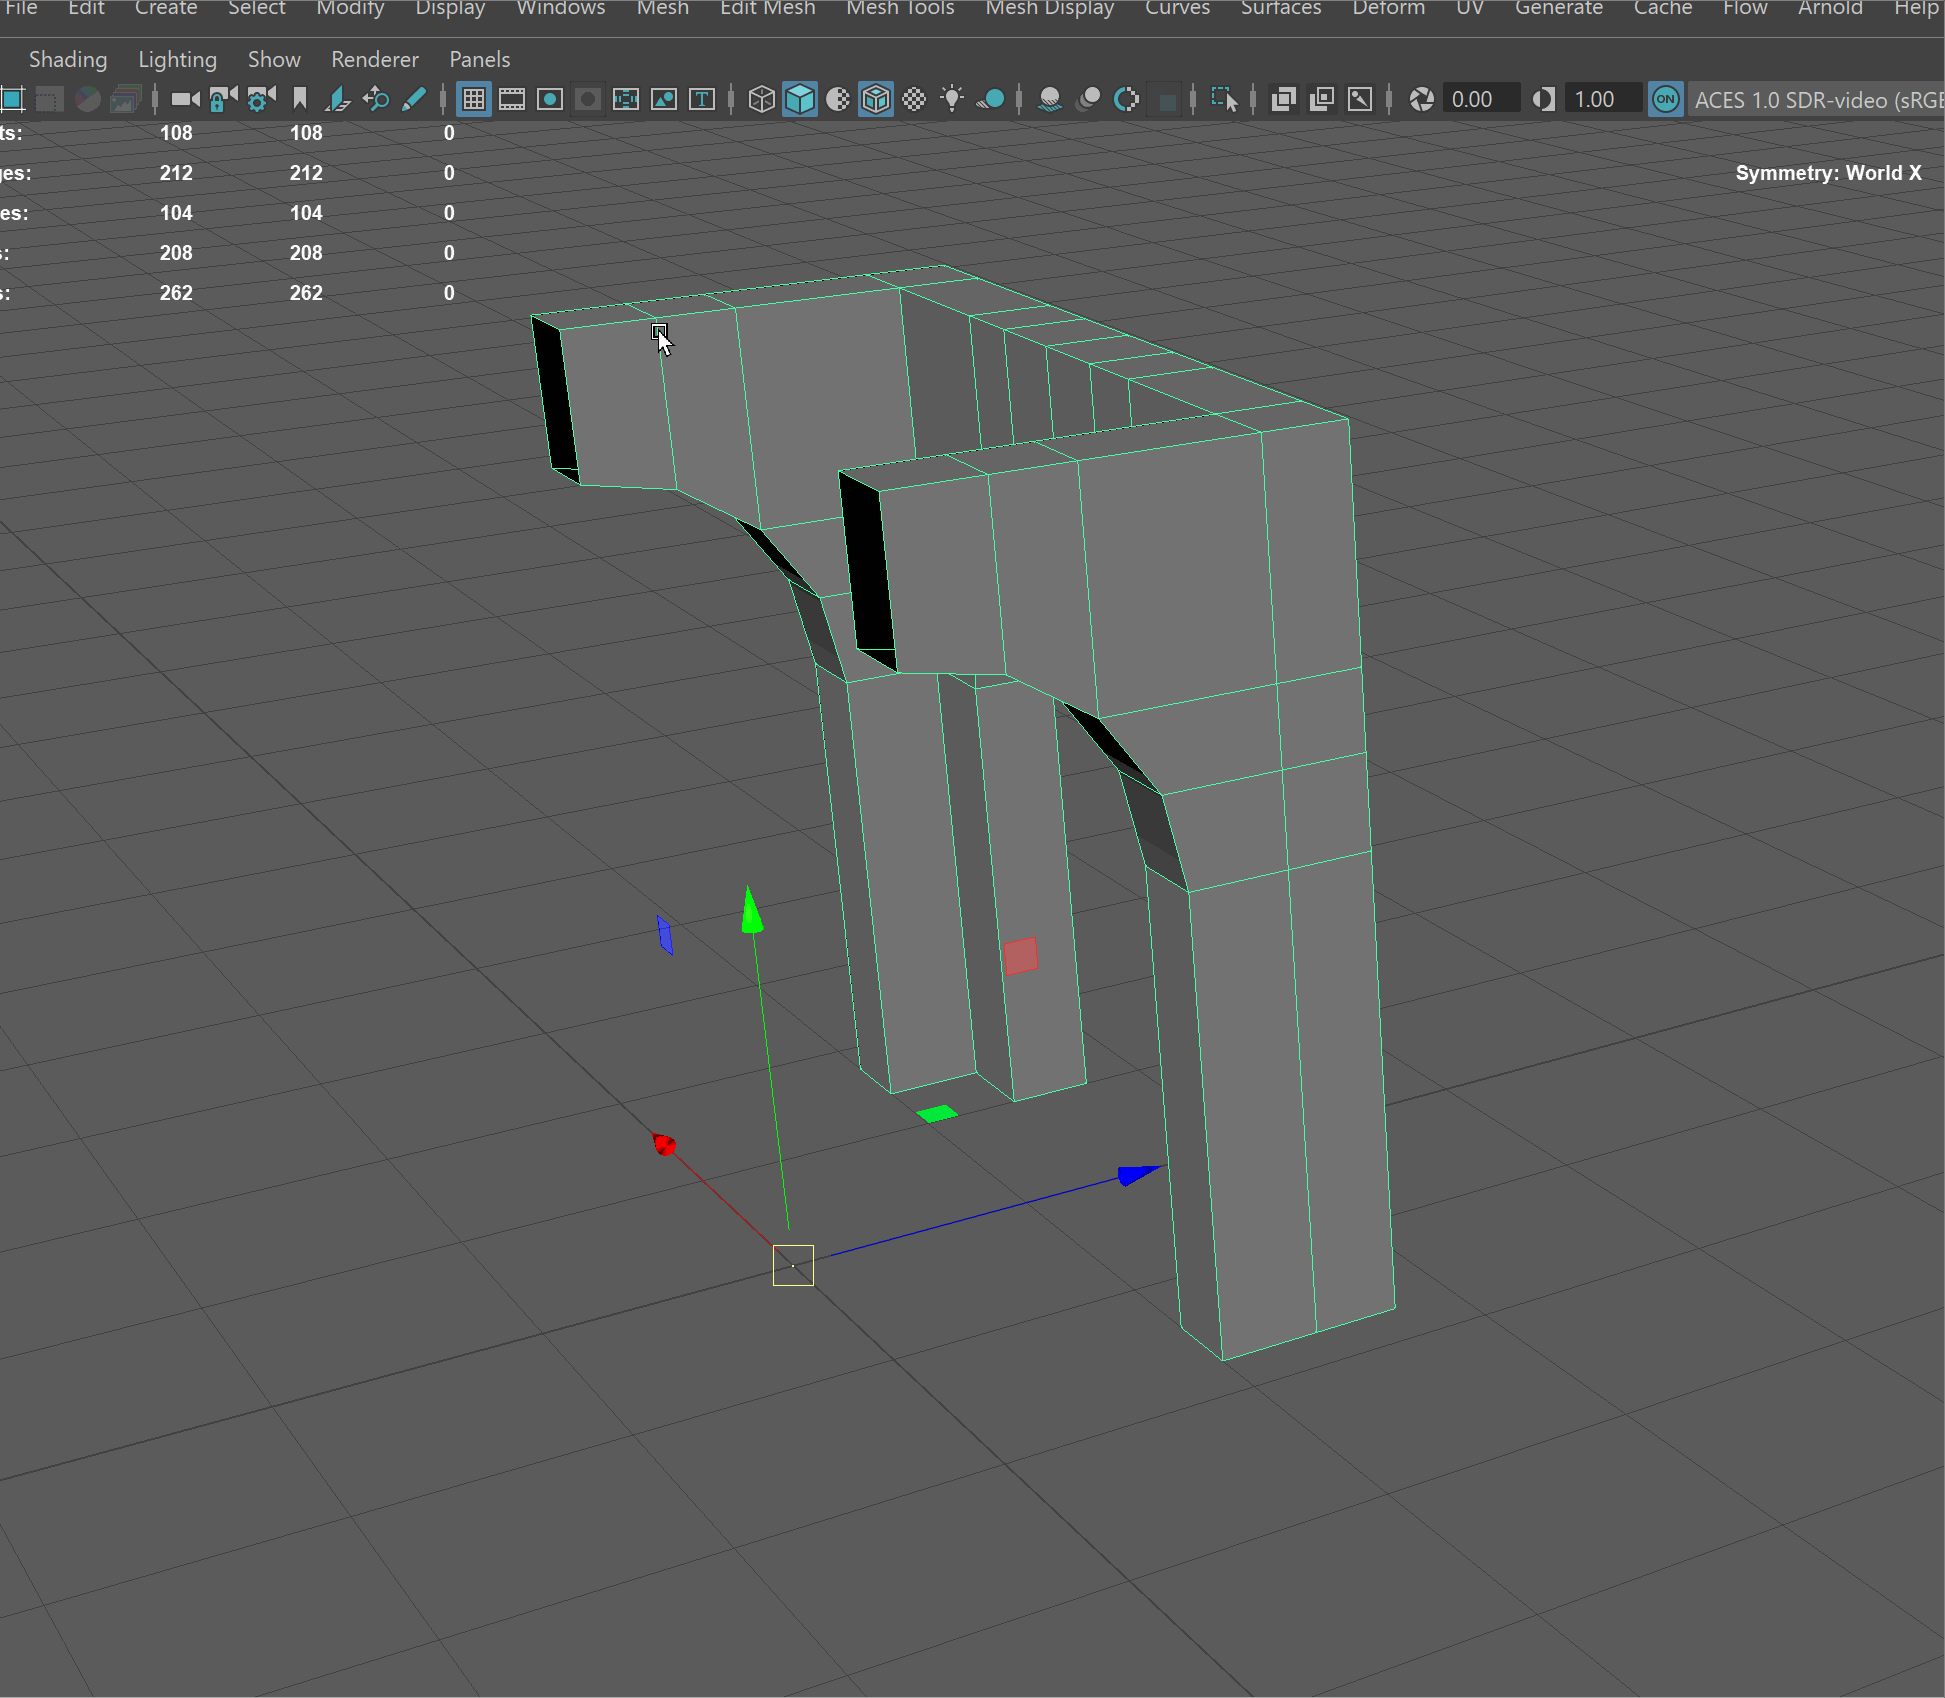 File Edit Create Select Modify Display Windows Mesh Edit Mesh Mesh Tools Mesh Display Curves Surfaces Deform UV Generate Cache Flow Arnold Help
Shading Lighting Show Renderer Panels
T 0.00 1.00 ON ACES 1.0 SDR-video (sRGB
ts: 108 108 0
ges: 212 212 0
Symmetry: World X
es: 104 104 0
s: 208 208 0
s: 262 262 0